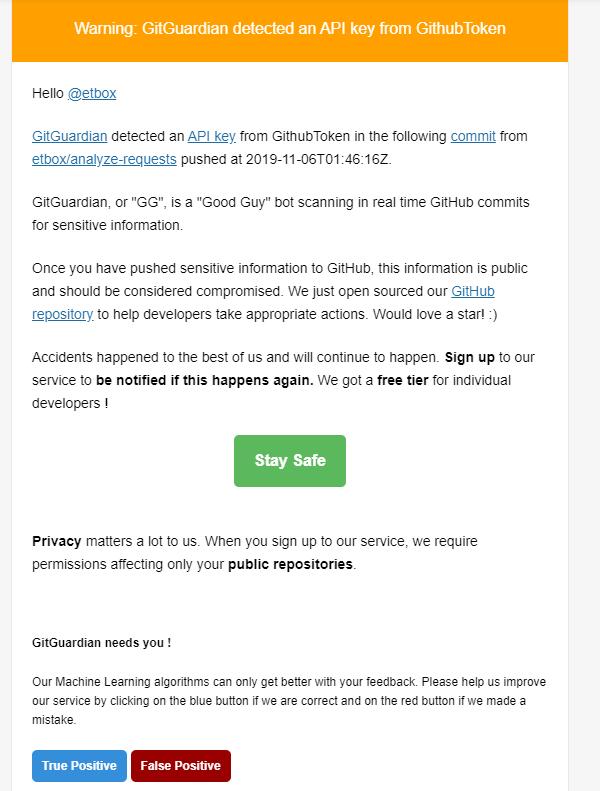 Warning: GitGuardian detected an API key from GithubToken
Hello @etbox
GitGuardian detected an API key from GithubToken in the following commit from
etbox/analyze-requests pushed at 2019-11-06T01:46:16Z.
GitGuardian, or "GG", is a "Good Guy" bot scanning in real time GitHub commits
for sensitive information.
Once you have pushed sensitive information to GitHub, this information is public
and should be considered compromised. We just open sourced our GitHub
repository to help developers take appropriate actions. Would love a star! :)
Accidents happened to the best of us and will continue to happen. Sign up to our
service to be notified if this happens again. We got a free tier for individual
developers !
Stay Safe
Privacy matters a lot to us. When you sign up to our service, we require
permissions affecting only your public repositories.
GitGuardian needs you !
Our Machine Learning algorithms can only get better with your feedback. Please help us improve
our service by clicking on the blue button if we are correct and on the red button if we made a
mistake.
True Positive False Positive